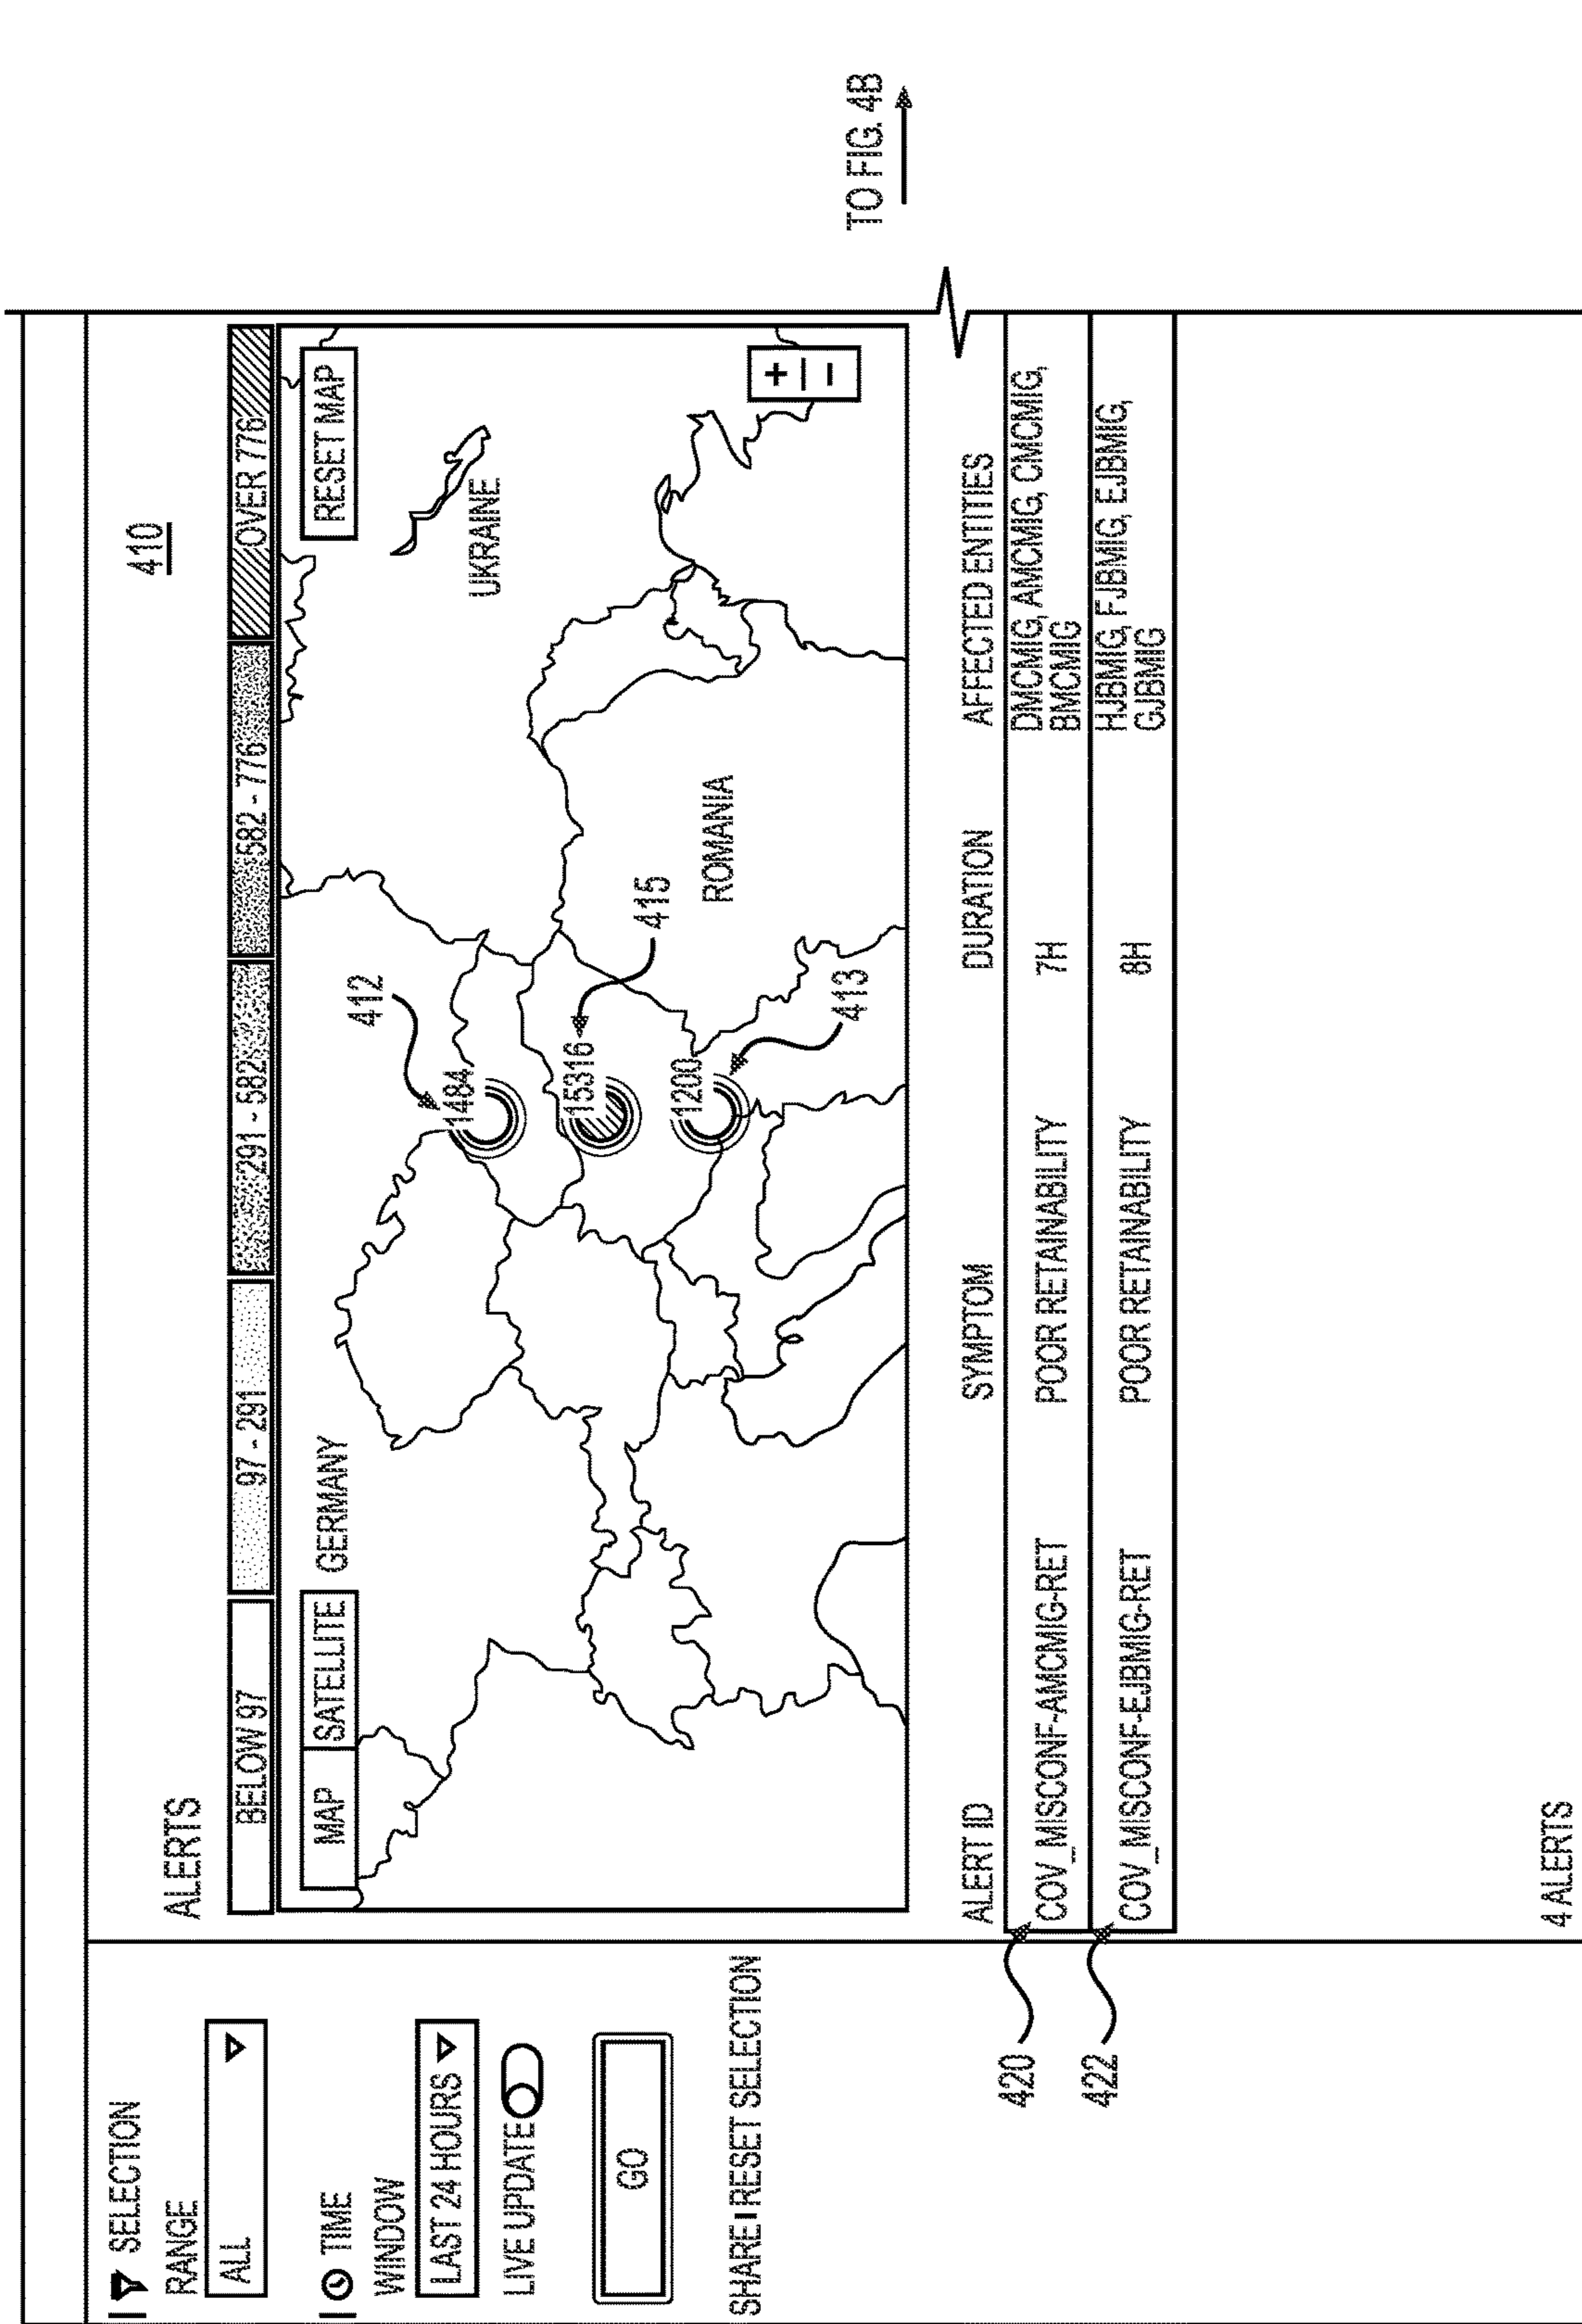 SELECTION
RANGE
ALL
TIME
WINDOW
LAST 24 HOURS
LIVE UPDATE
GO
SHARE RESET SELECTION
ALERTS
410
BELOW 97
97 - 291
291 - 582
582 - 776
OVER 776
MAP
SATELLITE
RESET MAP
GERMANY
UKRAINE
ROMANIA
412
1484
15316
415
1200
413
+
-
TO FIG. 4B
ALERT ID SYMPTOM DURATION AFFECTED ENTITIES
420
COV_MISCONF-AMCMIG-RET POOR RETAINABILITY 7H DMCMIG, AMCMIG, CMCMIG,
BMCMIG
422
COV_MISCONF-EJBMIG-RET POOR RETAINABILITY 8H HJBMIG, FJBMIG, EJBMIG,
GJBMIG
4 ALERTS